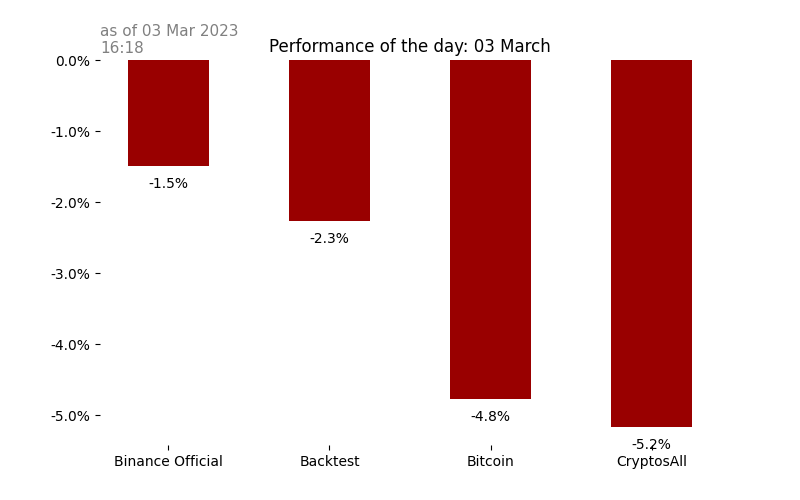 as of 03 Mar 2023
16:18
Performance of the day: 03 March
0.0%
-1.0%
-2.0%
-3.0%
-4.0%
-5.0%
-1.5%
-2.3%
-4.8%
-5.2%
Binance Official
Backtest
Bitcoin
CryptosAll